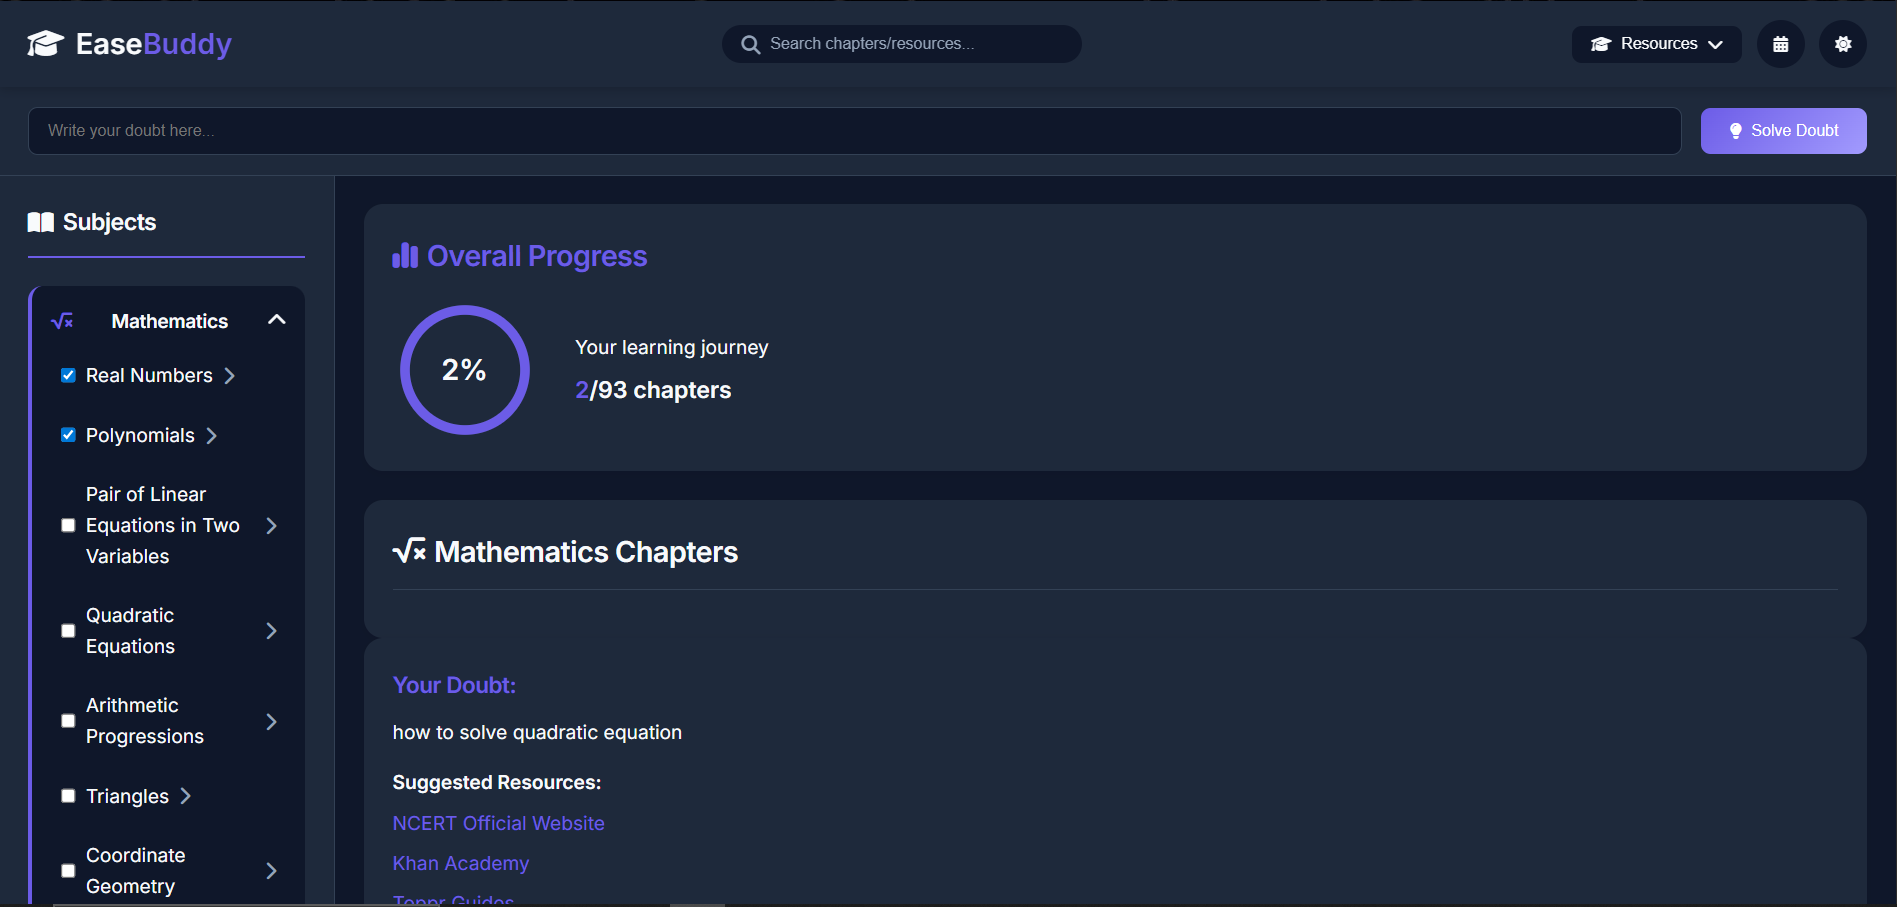 EaseBuddy
Search chapters/resources...
Resources
Write your doubt here...
Solve Doubt
Subjects
Mathematics
Real Numbers
Polynomials
Pair of Linear
Equations in Two
Variables
Quadratic
Equations
Arithmetic
Progressions
Triangles
Coordinate
Geometry
Overall Progress
2%
Your learning journey
2/93 chapters
Mathematics Chapters
Your Doubt:
how to solve quadratic equation
Suggested Resources:
NCERT Official Website
Khan Academy
Toppr Guides